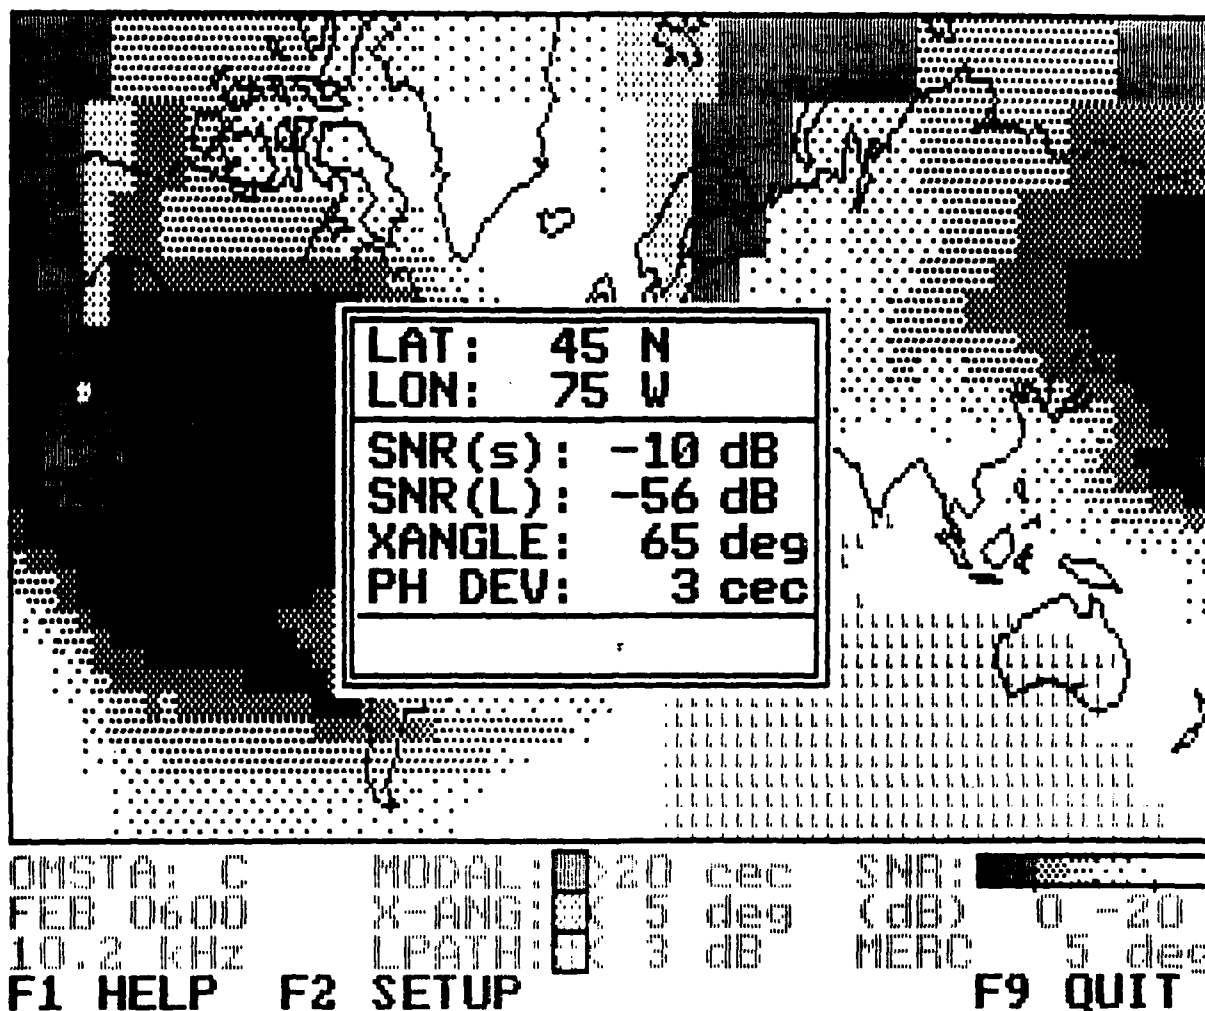 LAT: 45 N
LON: 75 W
SNR(s): -10 dB
SNR(L): -56 dB
XANGLE: 65 deg
PH DEV: 3 cec
OMSTA: C MODAL: >20 cec SNR:
FEB 0600 X-ANG: < 5 deg (dB) 0 -20
10.2 kHz LPATH: < 3 dB MERC 5 deg
F1 HELP F2 SETUP F9 QUIT